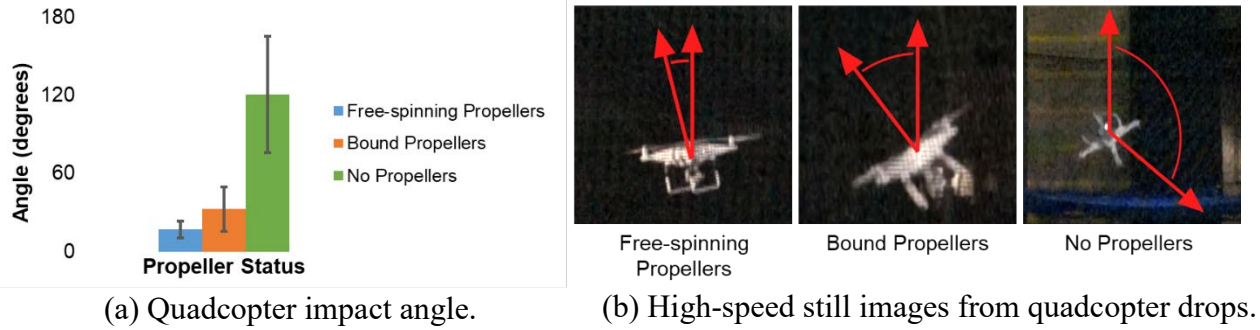 180
120
60
0
Angle (degrees)
Propeller Status
Free-spinning Propellers
Bound Propellers
No Propellers
(a) Quadcopter impact angle.
Free-spinning
Propellers
Bound Propellers
No Propellers
(b) High-speed still images from quadcopter drops.